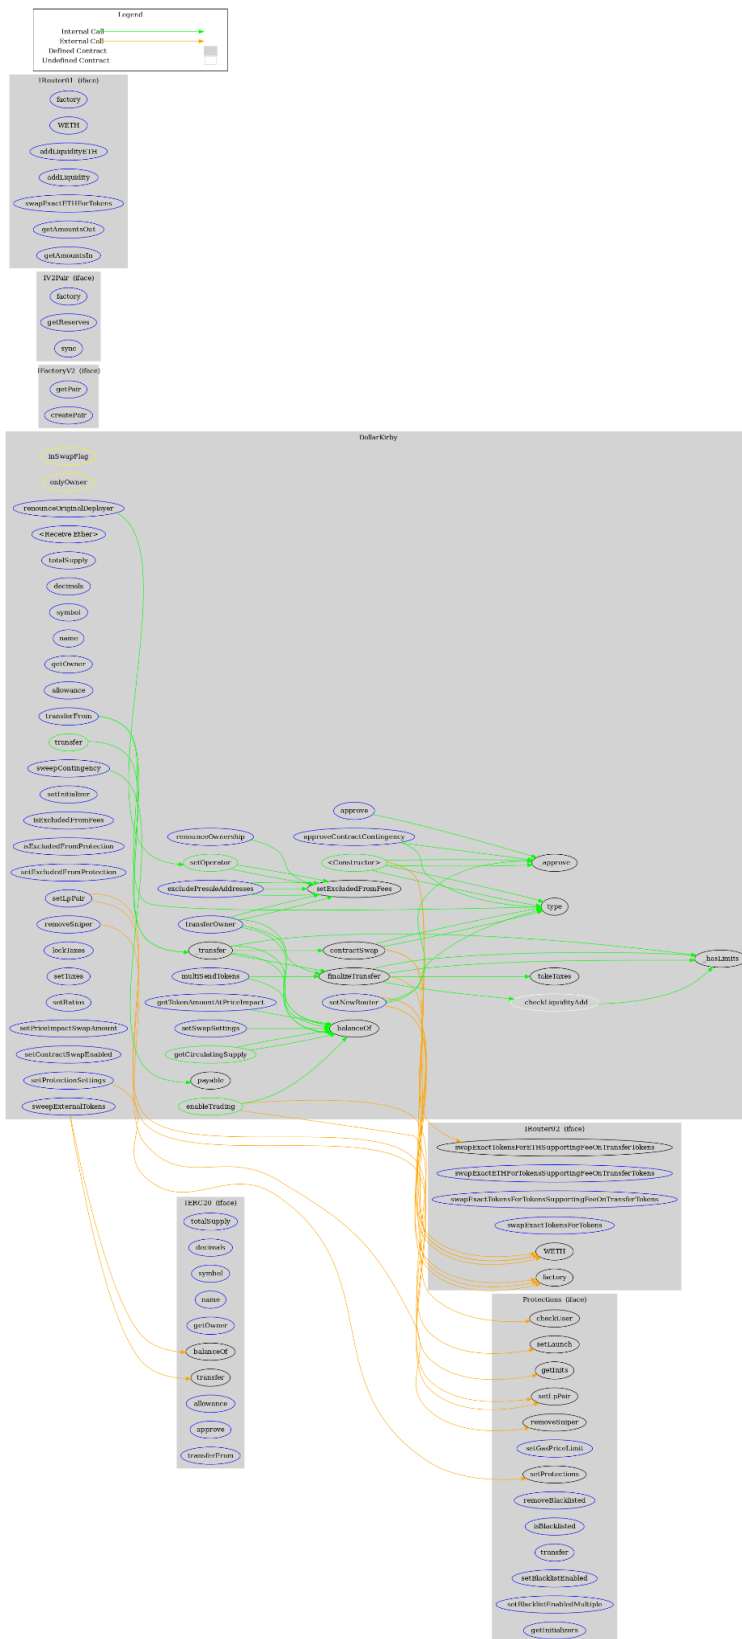 Legend
Internal Call
External Call
Defined Contract
Undefined Contract
IRouter01 (iface)
factory
WETH
addLiquidityETH
addLiquidity
swapExactETHForTokens
getAmountsOut
getAmountsIn
IV2Pair (iface)
factory
getReserves
sync
IFactoryV2 (iface)
getPair
createPair
DollarKirby
inSwapFlag
onlyOwner
renounceOriginalDeployer
<Receive Ether>
totalSupply
decimals
symbol
name
getOwner
allowance
transferFrom
transfer
sweepContingency
setInitializer
isExcludedFromFees
isExcludedFromProtection
setExcludedFromProtection
setLpPair
removeSniper
lockTaxes
setTaxes
setRatios
setPriceImpactSwapAmount
setContractSwapEnabled
setProtectionSettings
sweepExternalTokens
renounceOwnership
setOperator
excludePresaleAddresses
transferOwner
_transfer
multiSendTokens
getTokenAmountAtPriceImpact
setSwapSettings
getCirculatingSupply
payable
enableTrading
approve
approveContractContingency
<Constructor>
setExcludedFromFees
contractSwap
finalizeTransfer
setNewRouter
balanceOf
_approve
type
takeTaxes
_checkLiquidityAdd
_hasLimits
IRouter02 (iface)
swapExactTokensForETHSupportingFeeOnTransferTokens
swapExactETHForTokensSupportingFeeOnTransferTokens
swapExactTokensForTokensSupportingFeeOnTransferTokens
swapExactTokensForTokens
WETH
factory
IERC20 (iface)
totalSupply
decimals
symbol
name
getOwner
balanceOf
transfer
allowance
approve
transferFrom
Protections (iface)
checkUser
setLaunch
getInits
setLpPair
removeSniper
setGasPriceLimit
setProtections
removeBlacklisted
isBlacklisted
transfer
setBlacklistEnabled
setBlacklistEnabledMultiple
getInitializers